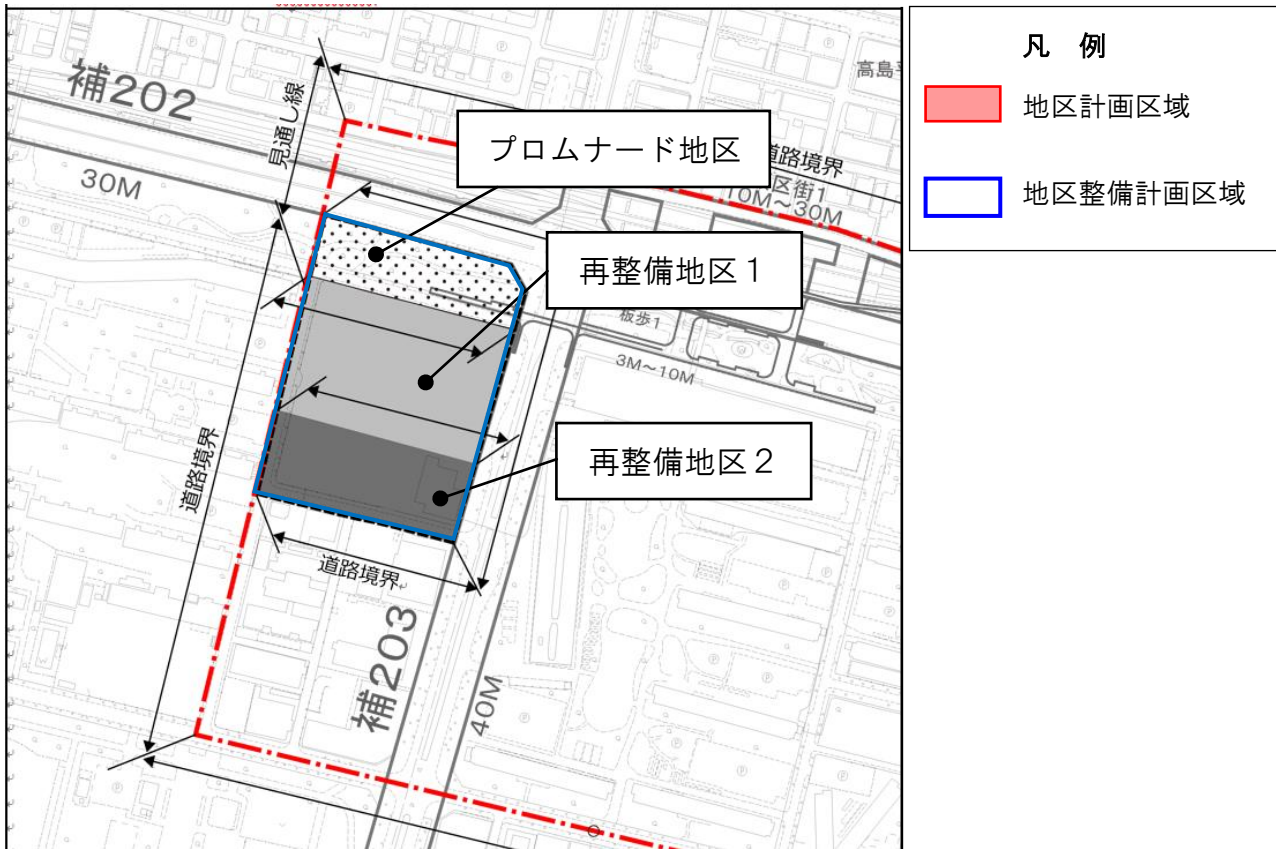 補202
30M
見通し線
高島平
プロムナード地区
道路境界
区街1
10M~30M
再整備地区1
板歩1
3M~10M
再整備地区2
道路境界
道路境界
補203
40M
凡 例
地区計画区域
地区整備計画区域